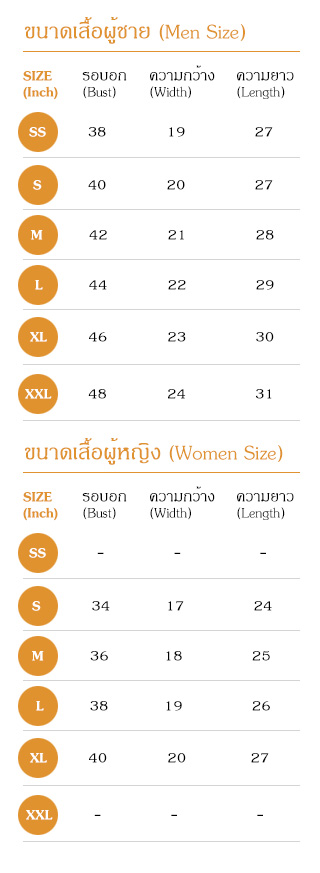 ขนาดเสื้อผู้ชาย (Men Size)
SIZE รอบอก ความกว้าง ความยาว
(Inch) (Bust) (Width) (Length)
SS 38 19 27
S 40 20 27
M 42 21 28
L 44 22 29
XL 46 23 30
XXL 48 24 31
ขนาดเสื้อผู้หญิง (Women Size)
SIZE รอบอก ความกว้าง ความยาว
(Inch) (Bust) (Width) (Length)
SS - - -
S 34 17 24
M 36 18 25
L 38 19 26
XL 40 20 27
XXL - - -